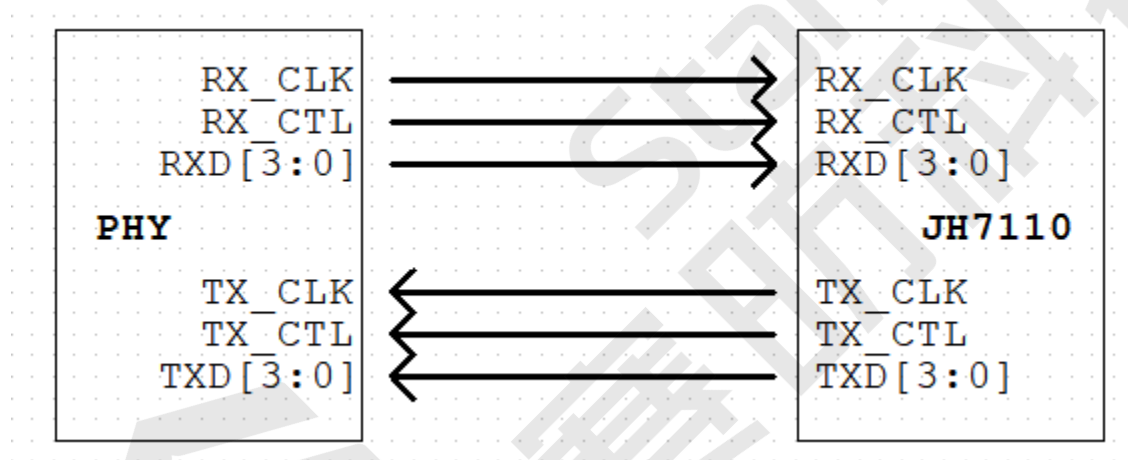 RX_CLK RX_CLK
RX_CTL RX_CTL
RXD[3:0] RXD[3:0]
PHY JH7110
TX_CLK TX_CLK
TX_CTL TX_CTL
TXD[3:0] TXD[3:0]